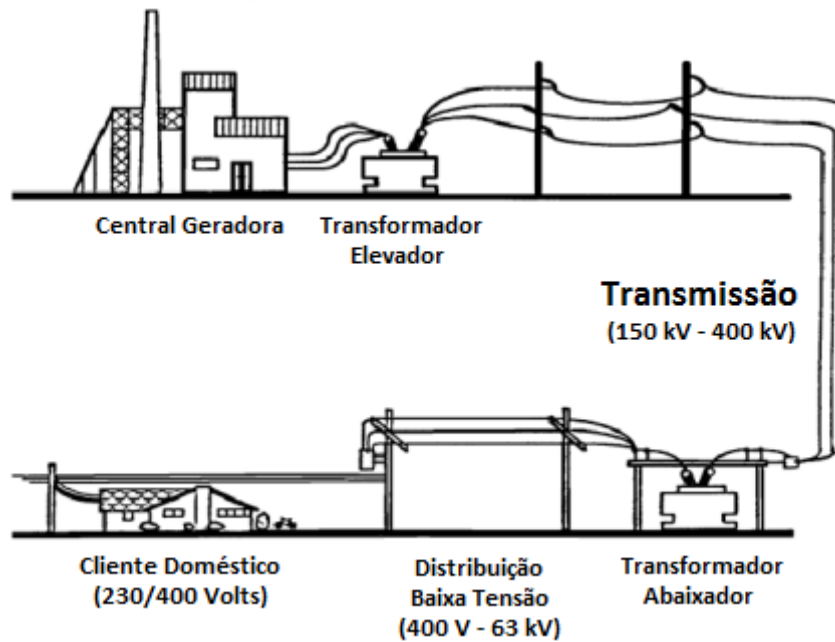 Central Geradora
Transformador
Elevador
Transmissão
(150 kV - 400 kV)
Cliente Doméstico
(230/400 Volts)
Distribuição
Baixa Tensão
(400 V - 63 kV)
Transformador
Abaixador